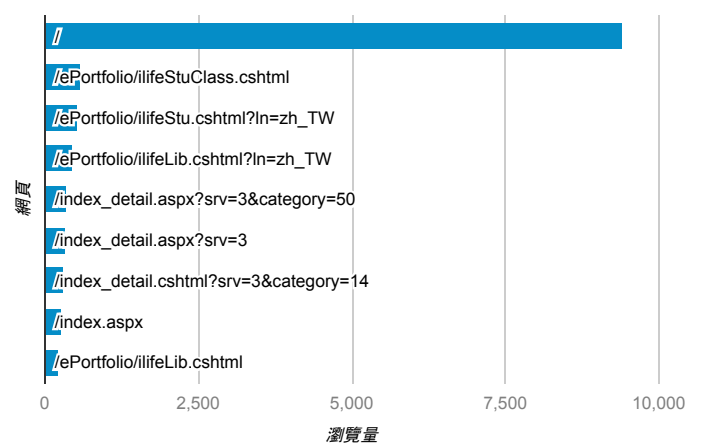 /
/ePortfolio/ilifeStuClass.cshtml
/ePortfolio/ilifeStu.cshtml?ln=zh_TW
/ePortfolio/ilifeLib.cshtml?ln=zh_TW
/index_detail.aspx?srv=3&category=50
/index_detail.aspx?srv=3
/index_detail.cshtml?srv=3&category=14
/index.aspx
/ePortfolio/ilifeLib.cshtml
網頁
0 2,500 5,000 7,500 10,000
瀏覽量